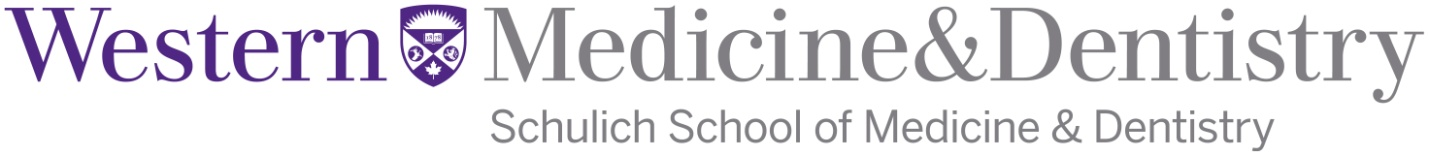 Western Medicine&Dentistry
Schulich School of Medicine & Dentistry